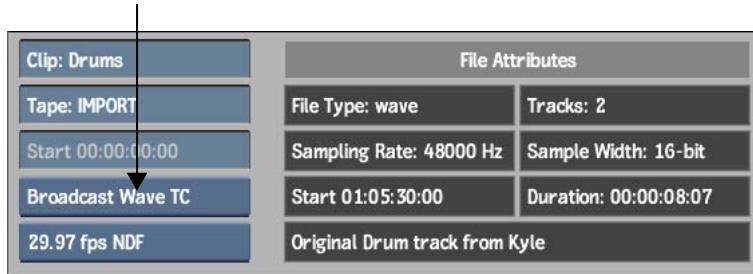 Clip: Drums
Tape: IMPORT
Start 00:00:00:00
Broadcast Wave TC
29.97 fps NDF
File Attributes
File Type: wave
Tracks: 2
Sampling Rate: 48000 Hz
Sample Width: 16-bit
Start 01:05:30:00
Duration: 00:00:08:07
Original Drum track from Kyle